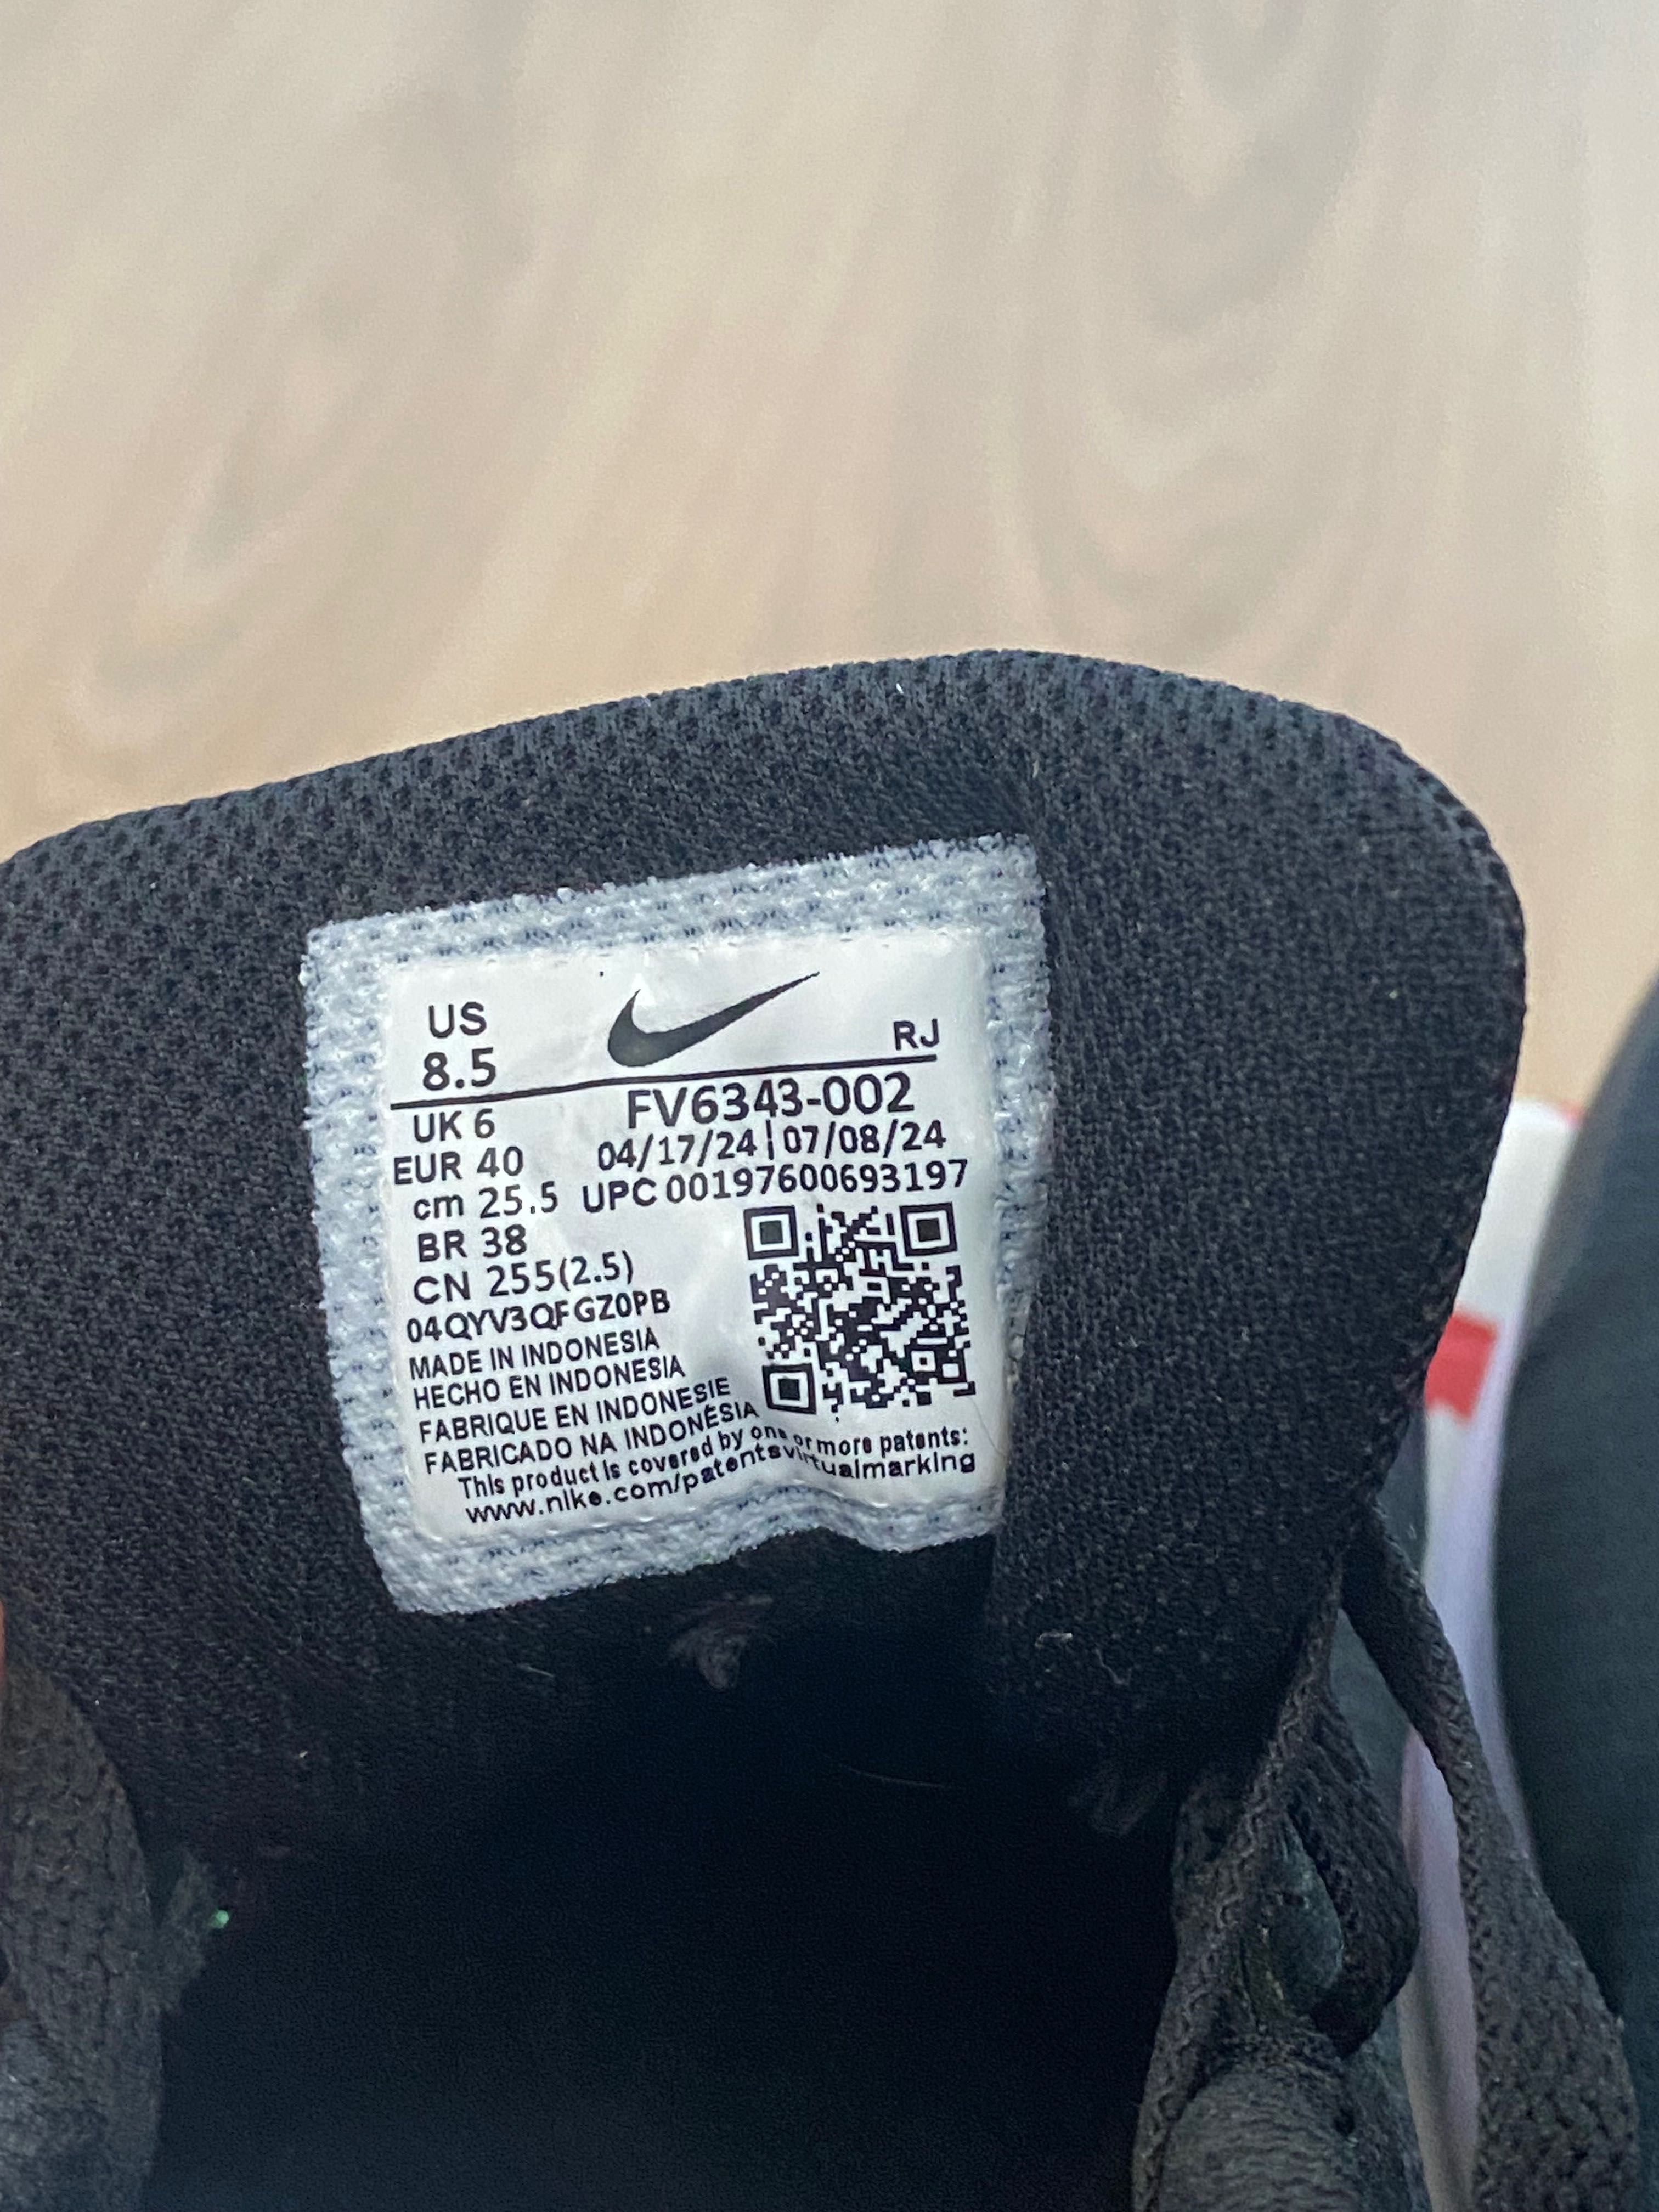 US
8.5
RJ
UK 6
FV6343-002
EUR 40
04/17/24|07/08/24
cm 25.5
UPC 00197600693197
BR 38
CN 255(2.5)
04QYV3QFGZ0PB
MADE IN INDONESIA
HECHO EN INDONESIA
FABRIQUE EN INDONESIE
FABRICADO NA INDONÉSIA
This product is covered by one or more patents:
www.nike.com/patentsvirtualmarking